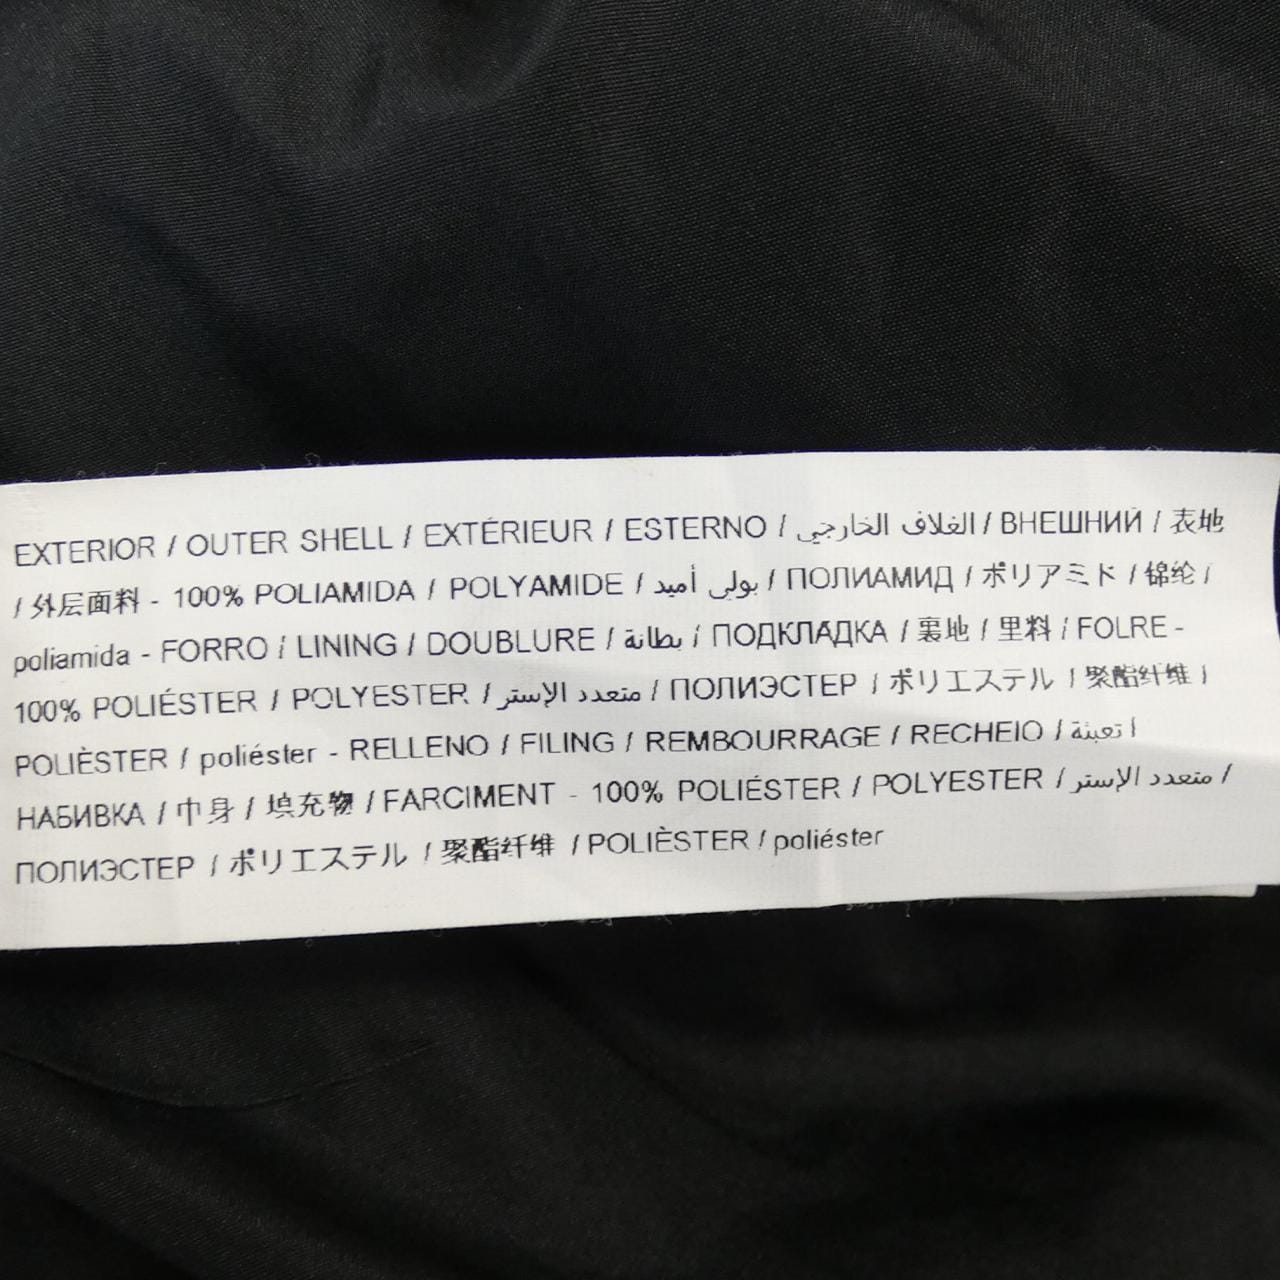 EXTERIOR / OUTER SHELL / EXTÉRIEUR / ESTERNO / الغلاف الخارجي / ВНЕШНИЙ / 表地
/ 外层面料 - 100% POLIAMIDA / POLYAMIDE / بولي أميد / ПОЛИАМИД / ポリアミド / 锦纶 /
poliamida - FORRO / LINING / DOUBLURE / بطانة / ПОДКЛАДКА / 裏地 / 里料 / FOLRE -
100% POLIÉSTER / POLYESTER / متعدد الإستر / ПОЛИЭСТЕР / ポリエステル / 聚酯纤维 /
POLIÈSTER / poliéster - RELLENO / FILING / REMBOURRAGE / RECHEIO / تعبئة /
НАБИВКА / 巾身 / 填充物 / FARCIMENT - 100% POLIÉSTER / POLYESTER / متعدد الإستر /
ПОЛИЭСТЕР / ポリエステル / 聚酯纤维 / POLIÈSTER / poliéster